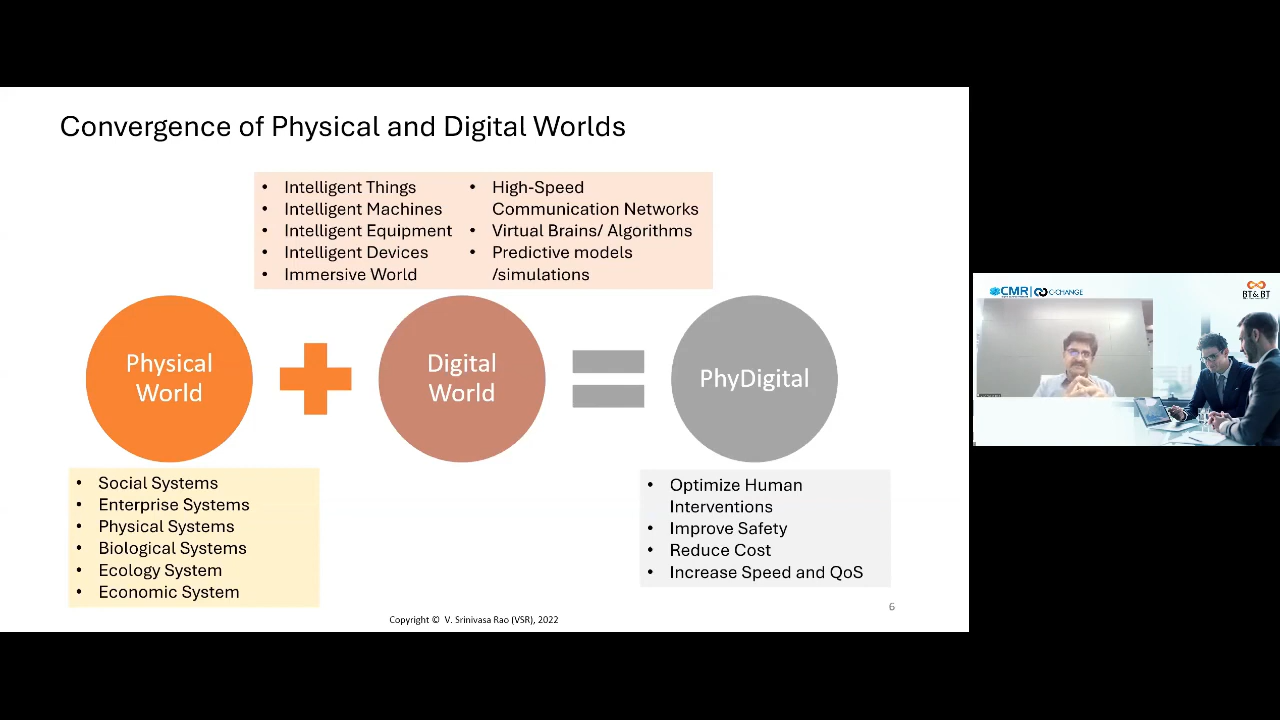 Convergence of Physical and Digital Worlds
• Intelligent Things
• Intelligent Machines
• Intelligent Equipment
• Intelligent Devices
• Immersive World
• High-Speed
Communication Networks
• Virtual Brains/ Algorithms
• Predictive models
/simulations
Physical
World
Digital
World
PhyDigital
• Social Systems
• Enterprise Systems
• Physical Systems
• Biological Systems
• Ecology System
• Economic System
• Optimize Human
Interventions
• Improve Safety
• Reduce Cost
• Increase Speed and QoS
6
Copyright © V. Srinivasa Rao (VSR), 2022
CMR
C-CHANGE
BT&BT